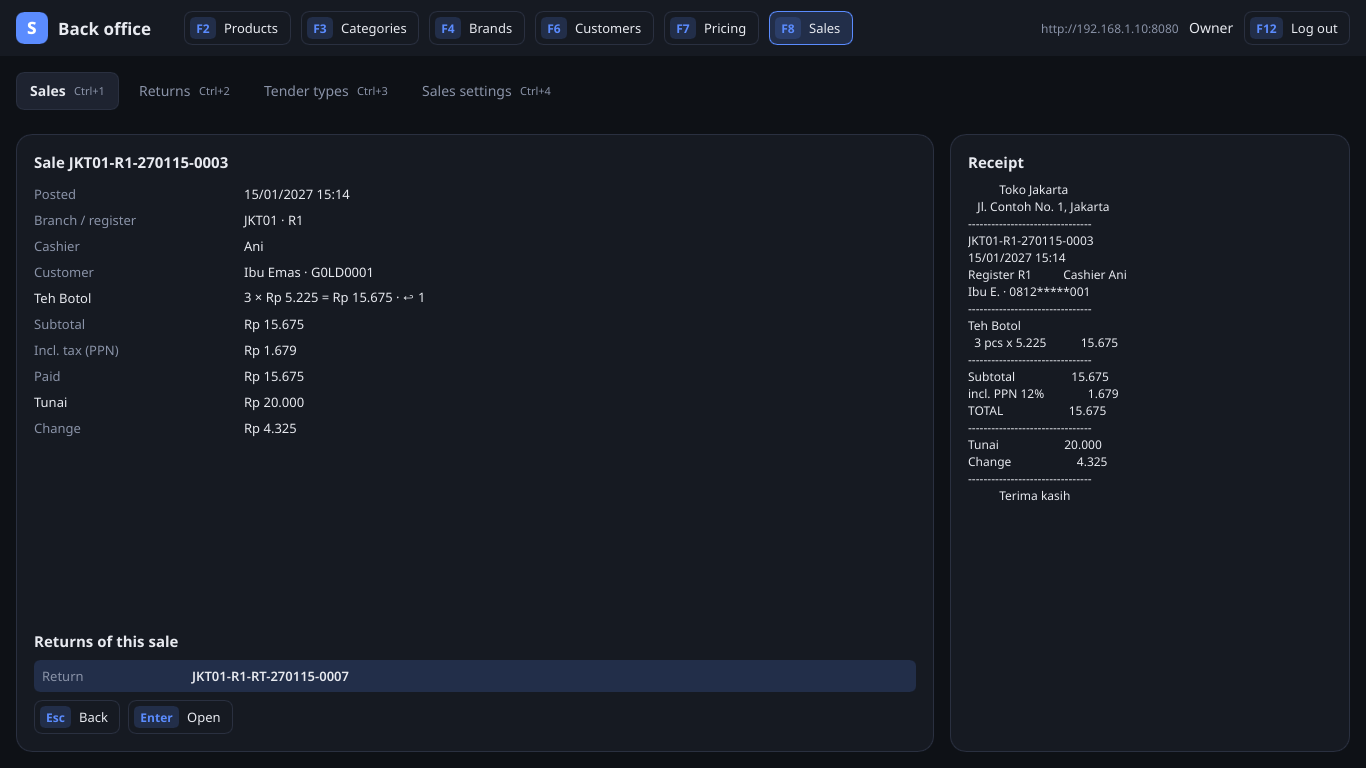 S Back office F2 Products F3 Categories F4 Brands F6 Customers F7 Pricing F8 Sales http://192.168.1.10:8080 Owner F12 Log out
Sales Ctrl+1 Returns Ctrl+2 Tender types Ctrl+3 Sales settings Ctrl+4
Sale JKT01-R1-270115-0003
Posted 15/01/2027 15:14
Branch / register JKT01 · R1
Cashier Ani
Customer Ibu Emas · G0LD0001
Teh Botol 3 × Rp 5.225 = Rp 15.675 · ↩ 1
Subtotal Rp 15.675
Incl. tax (PPN) Rp 1.679
Paid Rp 15.675
Tunai Rp 20.000
Change Rp 4.325
Returns of this sale
Return JKT01-R1-RT-270115-0007
Esc Back Enter Open
Receipt
Toko Jakarta
Jl. Contoh No. 1, Jakarta
--------------------------------
JKT01-R1-270115-0003
15/01/2027 15:14
Register R1 Cashier Ani
Ibu E. · 0812*****001
--------------------------------
Teh Botol
3 pcs x 5.225 15.675
--------------------------------
Subtotal 15.675
incl. PPN 12% 1.679
TOTAL 15.675
--------------------------------
Tunai 20.000
Change 4.325
--------------------------------
Terima kasih